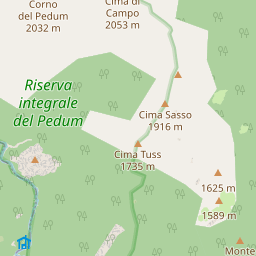 Corno
del Pedum
2032 m
Cima di
Campo
2053 m
Riserva
integrale
del Pedum
Cima Sasso
1916 m
Cima Tuss
1735 m
1625 m
1589 m
Monte